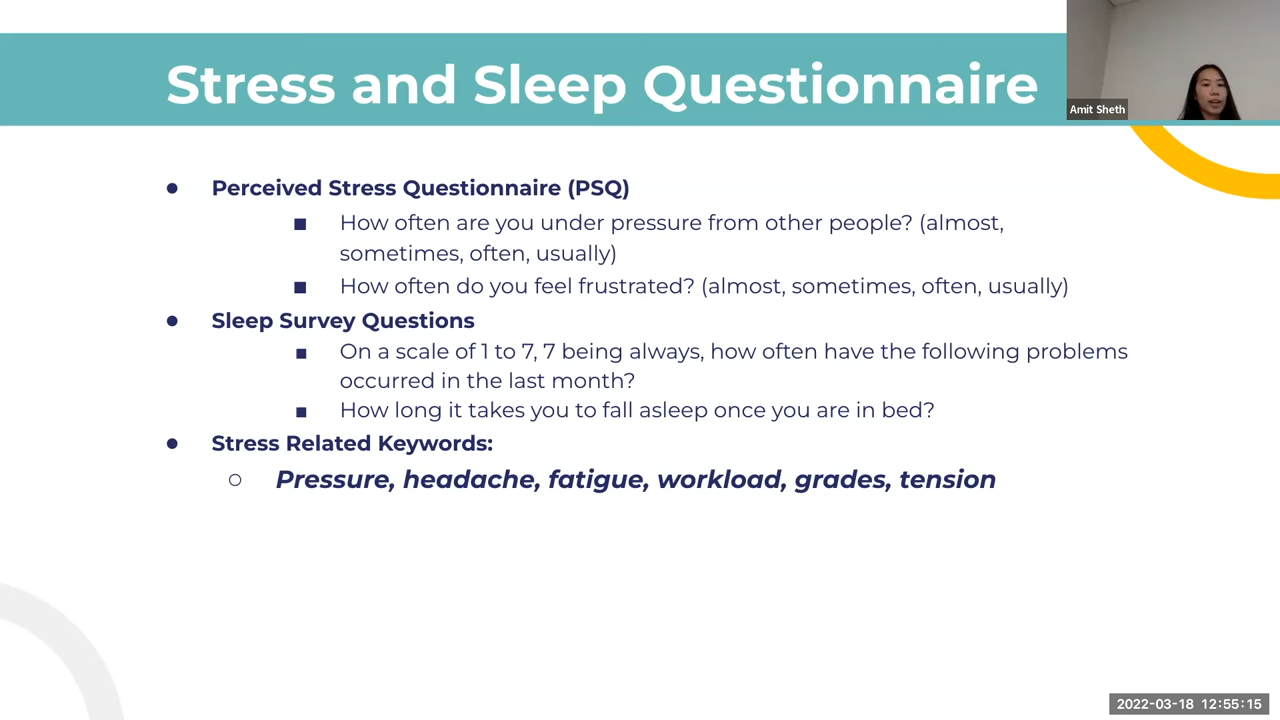 Stress and Sleep Questionnaire
Amit Sheth
● Perceived Stress Questionnaire (PSQ)
■ How often are you under pressure from other people? (almost,
sometimes, often, usually)
■ How often do you feel frustrated? (almost, sometimes, often, usually)
● Sleep Survey Questions
■ On a scale of 1 to 7, 7 being always, how often have the following problems
occurred in the last month?
■ How long it takes you to fall asleep once you are in bed?
● Stress Related Keywords:
○ Pressure, headache, fatigue, workload, grades, tension
2022-03-18 12:55:15